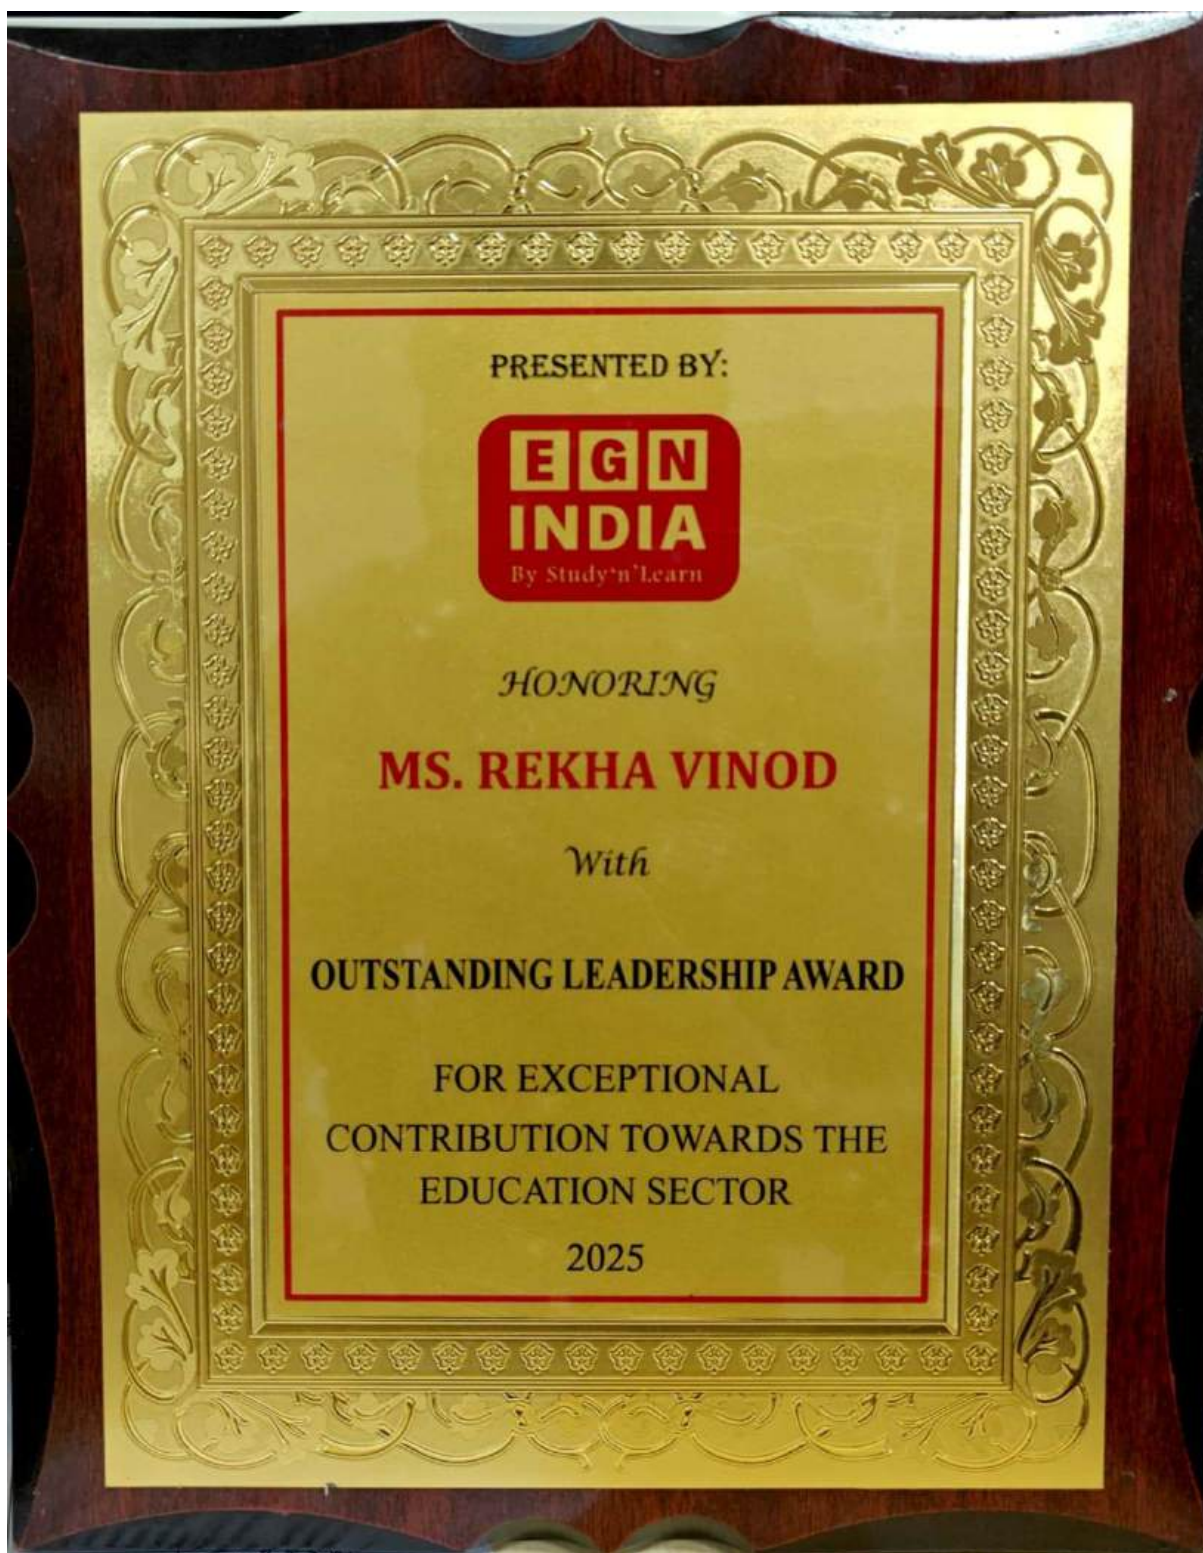 PRESENTED BY:
EGN
INDIA
By Study'n'Learn
HONORING
MS. REKHA VINOD
With
OUTSTANDING LEADERSHIP AWARD
FOR EXCEPTIONAL
CONTRIBUTION TOWARDS THE
EDUCATION SECTOR
2025